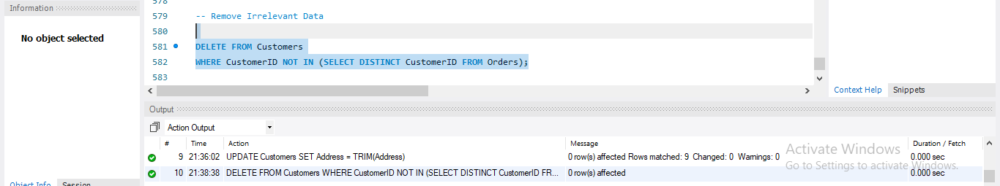 Information
No object selected
Object Info
Session
578
579 -- Remove Irrelevant Data
580
581 DELETE FROM Customers
582 WHERE CustomerID NOT IN (SELECT DISTINCT CustomerID FROM Orders);
583
Context Help
Snippets
Output
Action Output
# Time Action Message Duration / Fetch
9 21:36:02 UPDATE Customers SET Address = TRIM(Address) 0 row(s) affected Rows matched: 9 Changed: 0 Warnings: 0 0.000 sec
10 21:38:38 DELETE FROM Customers WHERE CustomerID NOT IN (SELECT DISTINCT CustomerID FR... 0 row(s) affected 0.000 sec
Activate Windows
Go to Settings to activate Windows.